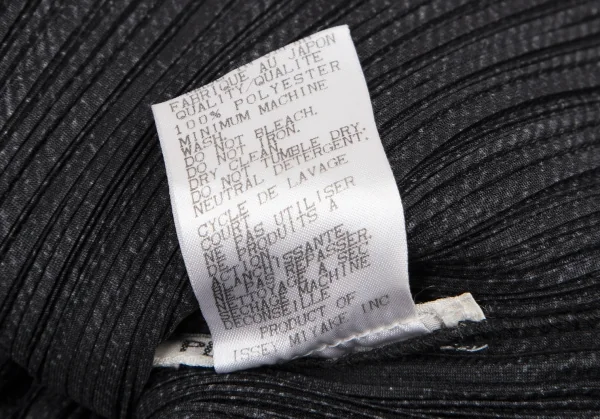 FABRIQUE AU JAPON
QUALITY/QUALITE
100% POLYESTER
MINIMUM MACHINE
WASH.
DO NOT BLEACH.
DO NOT IRON.
DRY CLEAN.
DO NOT TUMBLE DRY.
NEUTRAL DETERGENT.
CYCLE DE LAVAGE
COURT.
NE PAS UTILISER
DE PRODUITS A
ACTION
BLANCHISSANTE.
NE PAS REPASSER.
NETTOYAGE A SEC.
SECHAGE MACHINE
DECONSEILLE
PRODUCT OF
ISSEY MIYAKE INC